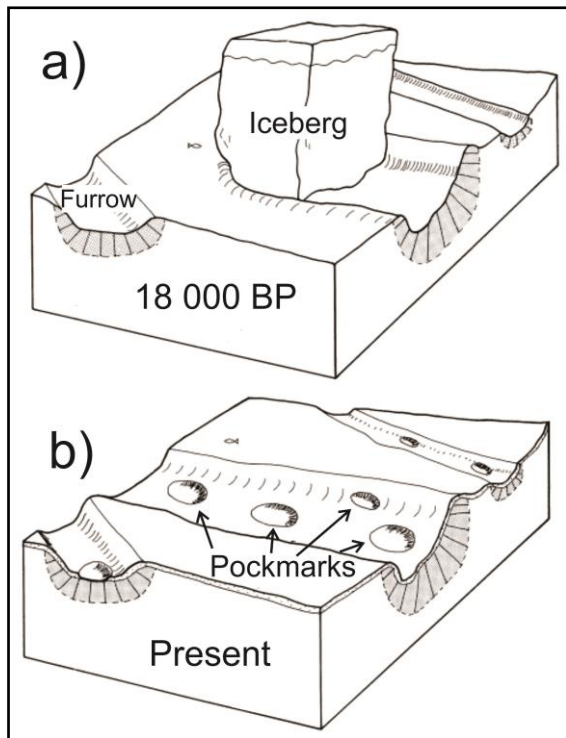 a)
Iceberg
Furrow
18 000 BP
b)
Pockmarks
Present